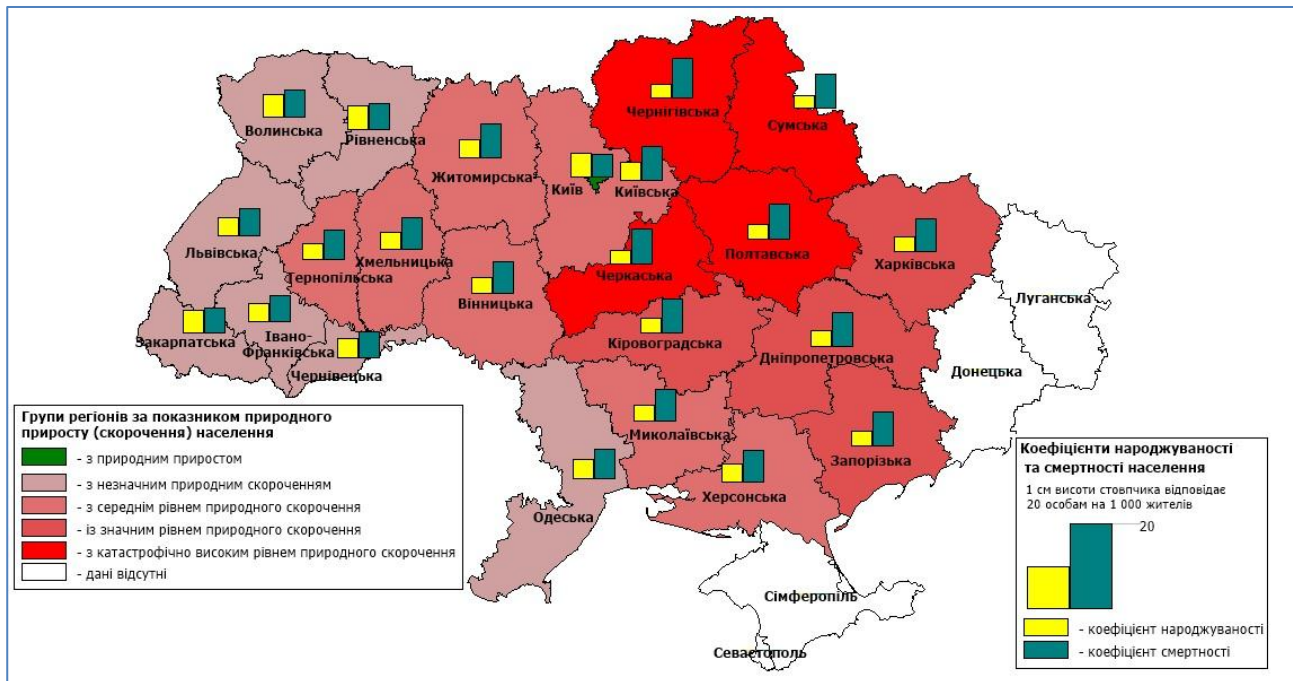 Чернігівська
Сумська
Волинська
Рівненська
Житомирська
Київ
Київська
Львівська
Тернопільська
Хмельницька
Вінницька
Черкаська
Полтавська
Харківська
Луганська
Закарпатська
Івано-
Франківська
Чернівецька
Кіровоградська
Дніпропетровська
Донецька
Миколаївська
Запорізька
Херсонська
Одеська
Сімферопіль
Севастополь
Групи регіонів за показником природного
приросту (скорочення) населення
- з природним приростом
- з незначним природним скороченням
- з середнім рівнем природного скорочення
- із значним рівнем природного скорочення
- з катастрофічно високим рівнем природного скорочення
- дані відсутні
Коефіцієнти народжуваності
та смертності населення
1 см висоти стовпчика відповідає
20 особам на 1 000 жителів
20
- коефіцієнт народжуваності
- коефіцієнт смертності